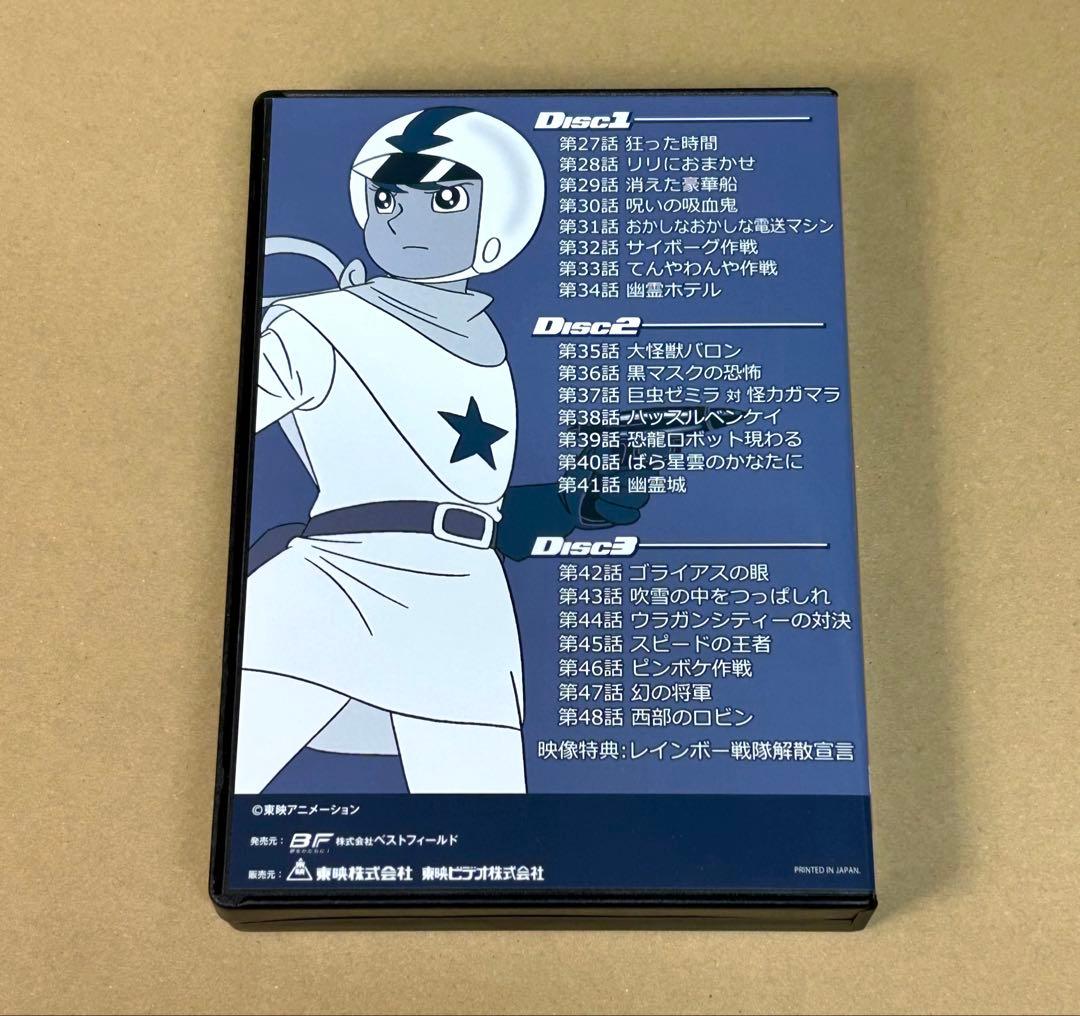 Disc1
第27話 狂った時間
第28話 リリにおまかせ
第29話 消えた豪華船
第30話 呪いの吸血鬼
第31話 おかしなおかしな電送マシン
第32話 サイボーグ作戦
第33話 てんやわんや作戦
第34話 幽霊ホテル
Disc2
第35話 大怪獣バロン
第36話 黒マスクの恐怖
第37話 巨虫ゼミラ 対 怪力ガマラ
第38話 ハッスルベンケイ
第39話 恐龍ロボット現わる
第40話 ばら星雲のかなたに
第41話 幽霊城
Disc3
第42話 ゴライアスの眼
第43話 吹雪の中をつっぱしれ
第44話 ウラガンシティーの対決
第45話 スピードの王者
第46話 ピンボケ作戦
第47話 幻の将軍
第48話 西部のロビン
映像特典:レインボー戦隊解散宣言
©東映アニメーション
発売元: BF 株式会社ベストフィールド
販売元: 東映株式会社 東映ビデオ株式会社
PRINTED IN JAPAN.